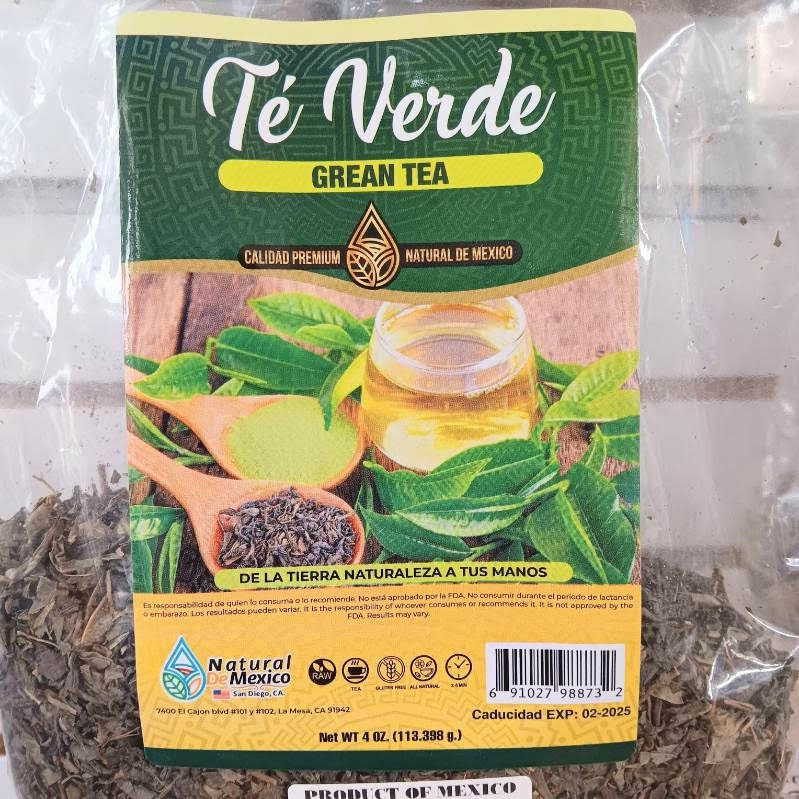 Té Verde
GREAN TEA
CALIDAD PREMIUM NATURAL DE MEXICO
DE LA TIERRA NATURALEZA A TUS MANOS
Es responsabilidad de quien lo consuma o lo recomiende. No está aprobado por la FDA. No consumir durante el periodo de lactancia
o embarazo. Los resultados pueden variar. It is the responsibility of whoever consumes or recommends it. It is not approved by the
FDA. Results may vary.
Natural
De Mexico
San Diego, CA.
RAW
TEA
GLUTEN FREE
ALL NATURAL
3-5 MIN
7400 El Cajon blvd #101 y #102, La Mesa, CA 91942
6 91027 98873 2
Caducidad EXP: 02-2025
Net WT 4 OZ. (113.398 g.)
PRODUCT OF MEXICO